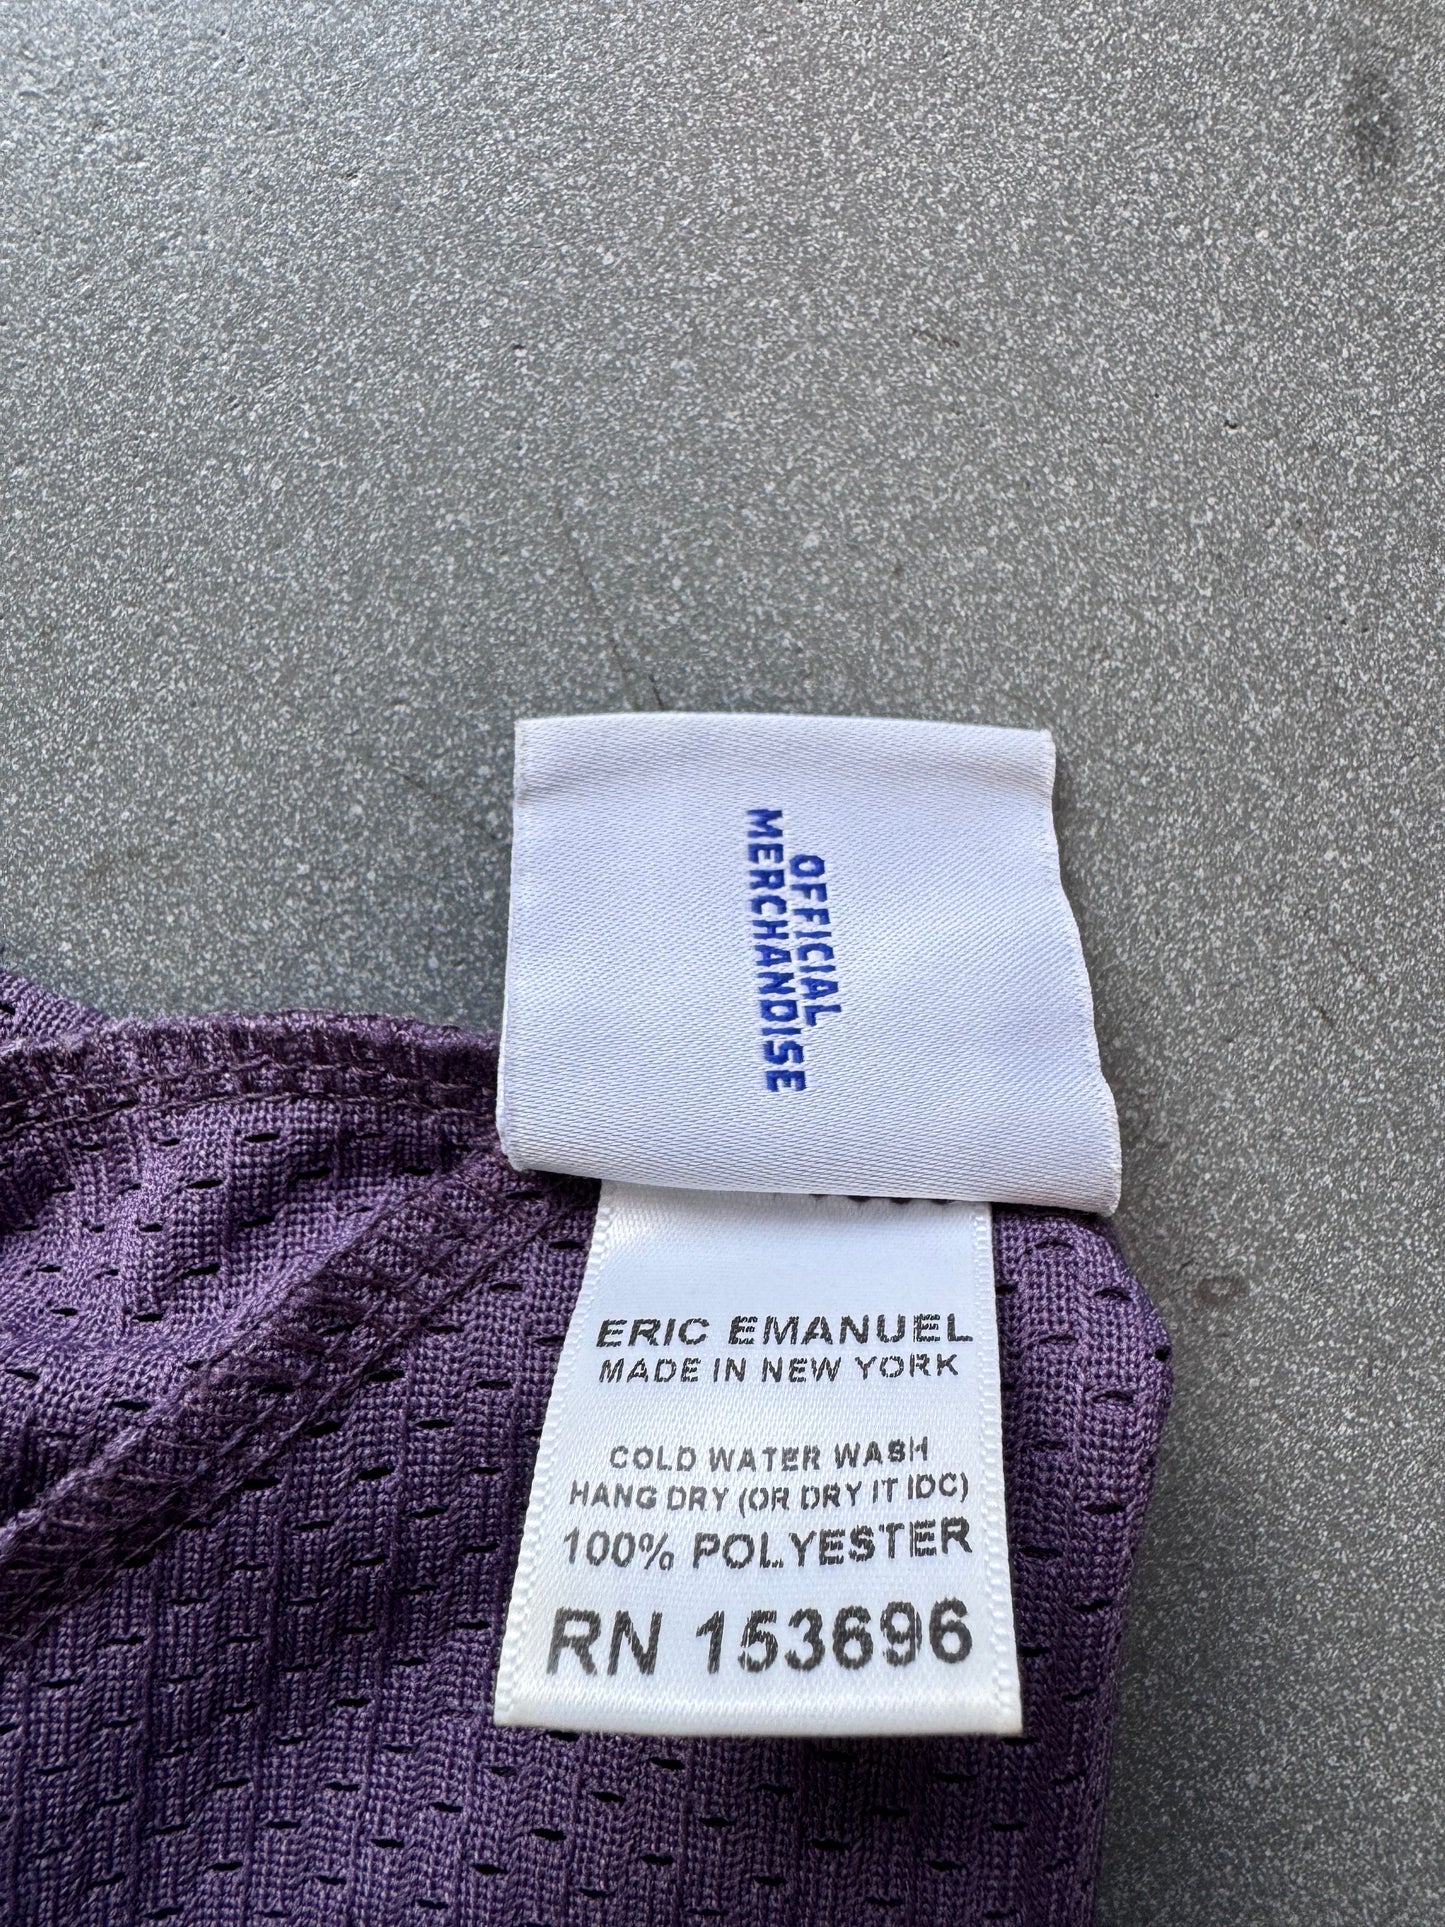 OFFICIAL
MERCHANDISE
ERIC EMANUEL
MADE IN NEW YORK
COLD WATER WASH
HANG DRY (OR DRY IT IDC)
100% POLYESTER
RN 153696